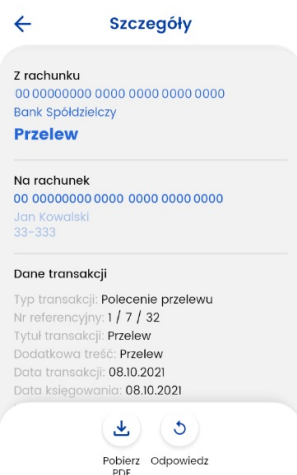 Szczegóły
Z rachunku
00 00000000 0000 0000 0000 0000
Bank Spółdzielczy
Przelew
Na rachunek
00 00000000 0000 0000 0000 0000
Jan Kowalski
33-333
Dane transakcji
Typ transakcji: Polecenie przelewu
Nr referencyjny: 1 / 7 / 32
Tytuł transakcji: Przelew
Dodatkowa treść: Przelew
Data transakcji: 08.10.2021
Data księgowania: 08.10.2021
Pobierz PDF
Odpowiedz